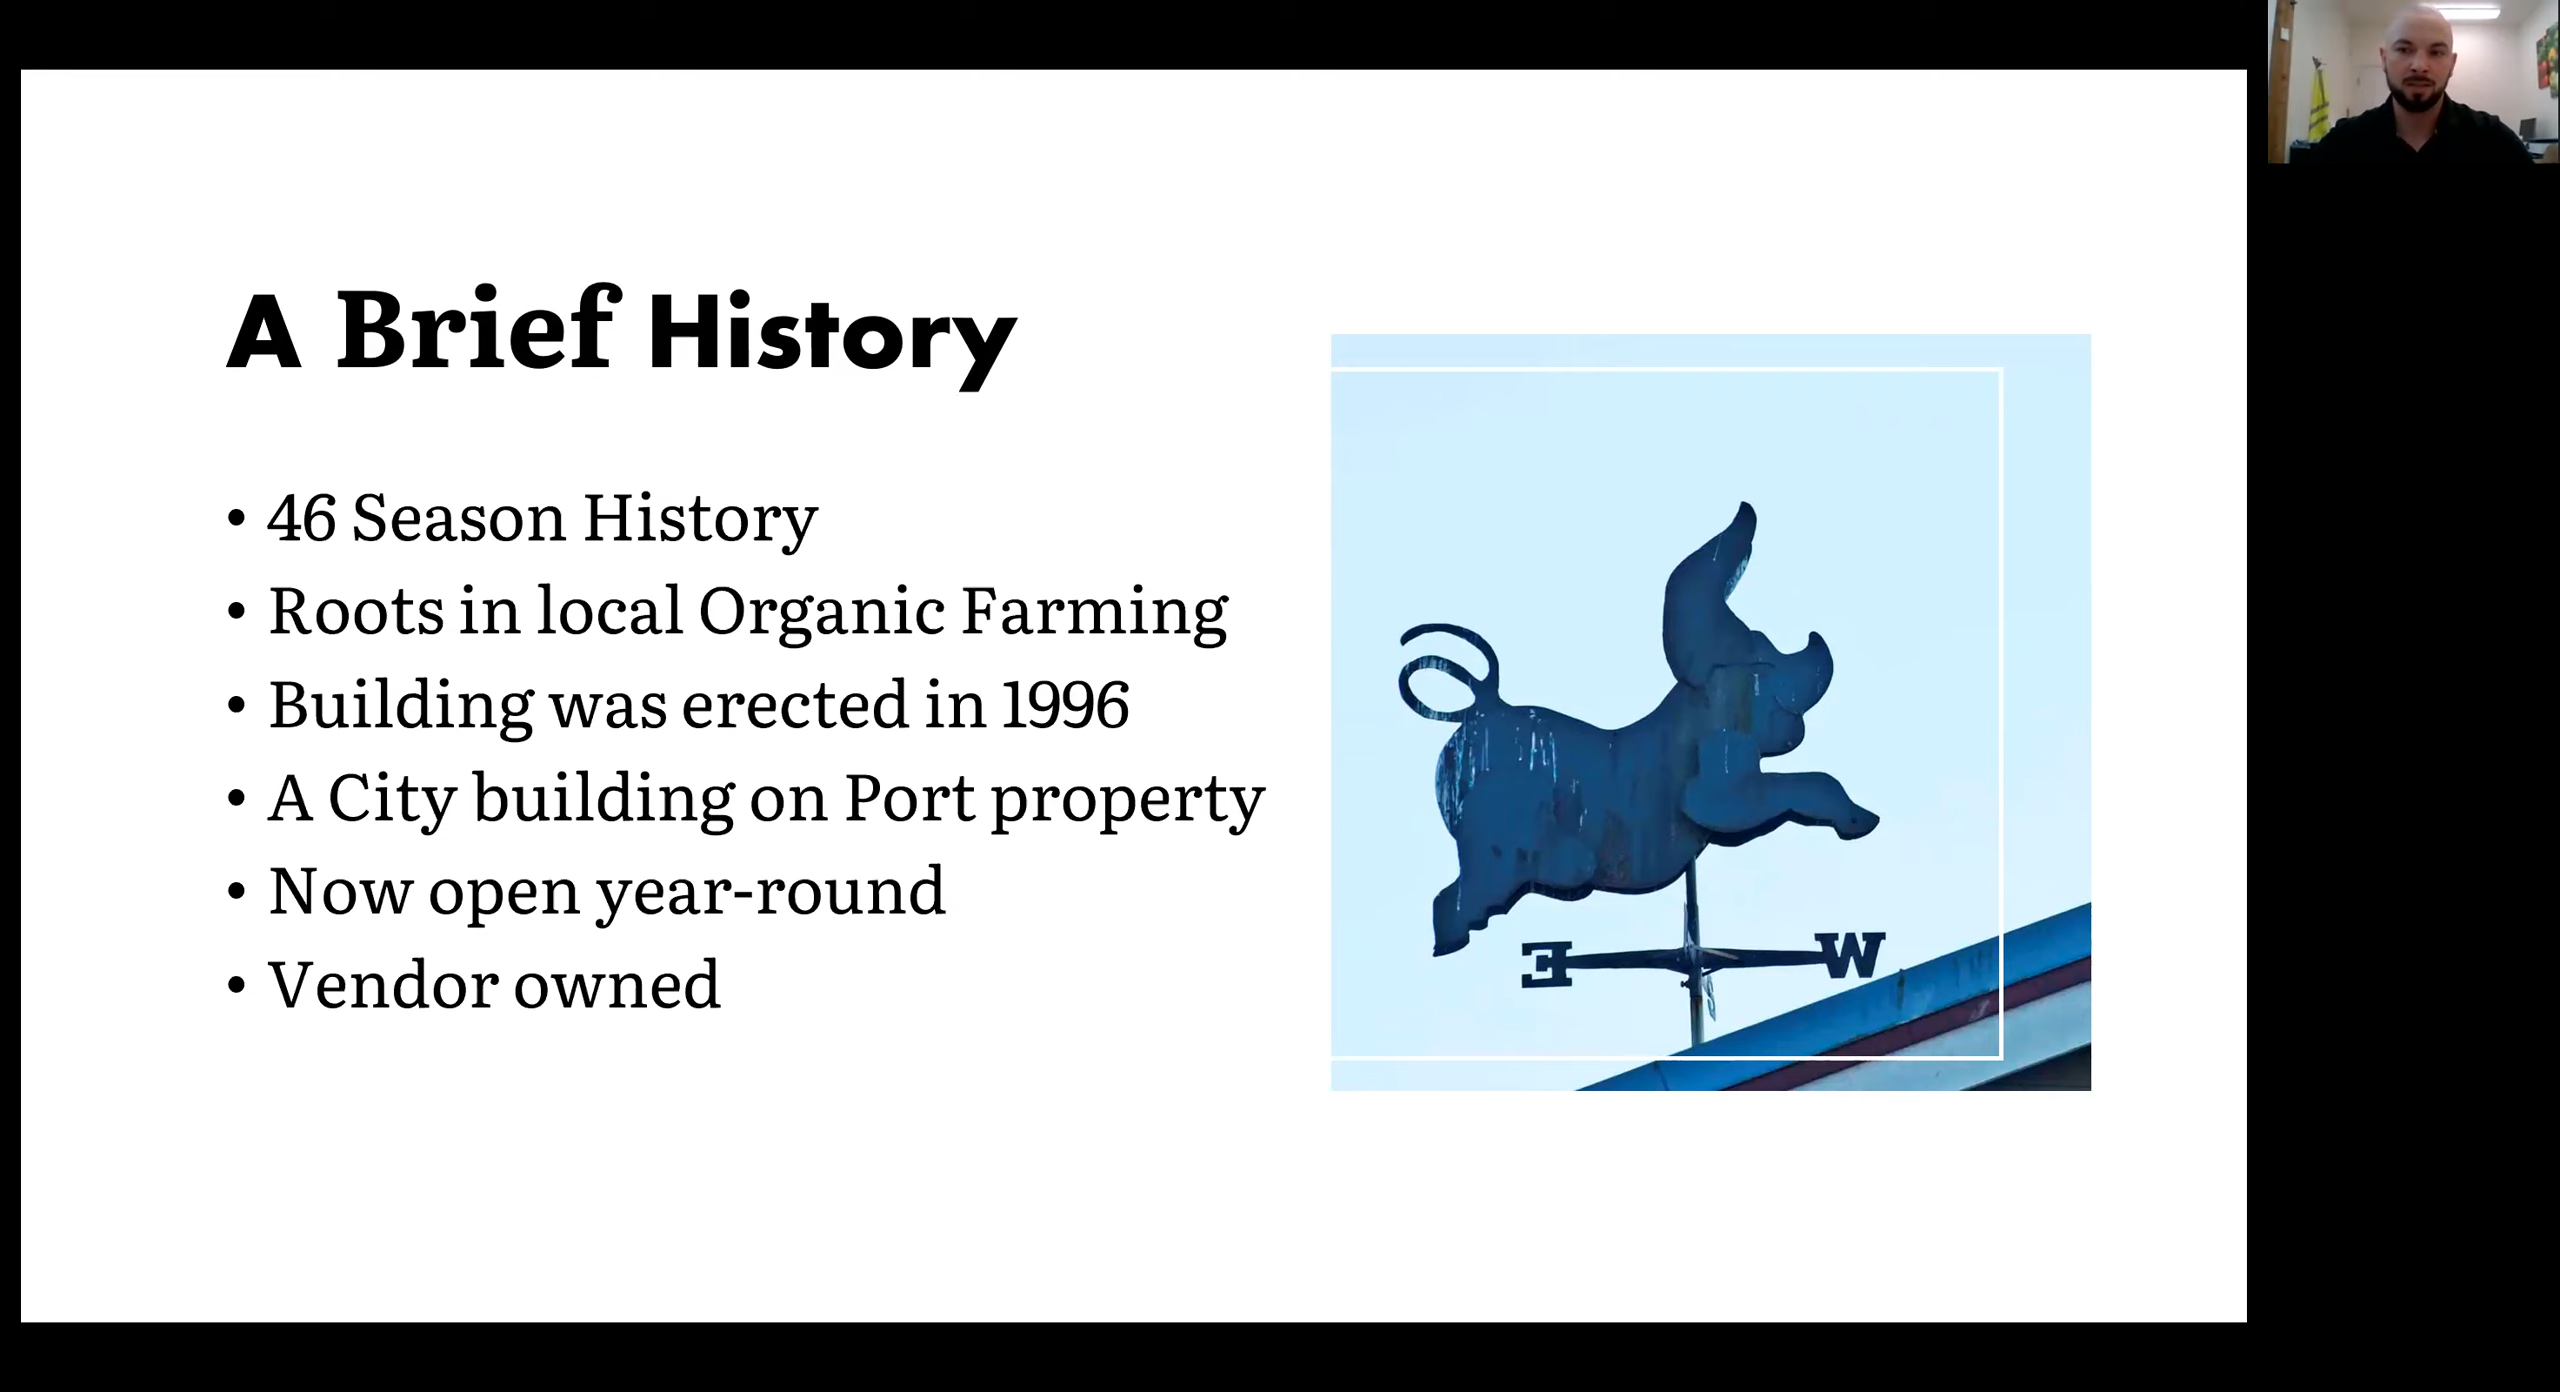 A Brief History
• 46 Season History
• Roots in local Organic Farming
• Building was erected in 1996
• A City building on Port property
• Now open year-round
• Vendor owned
E W